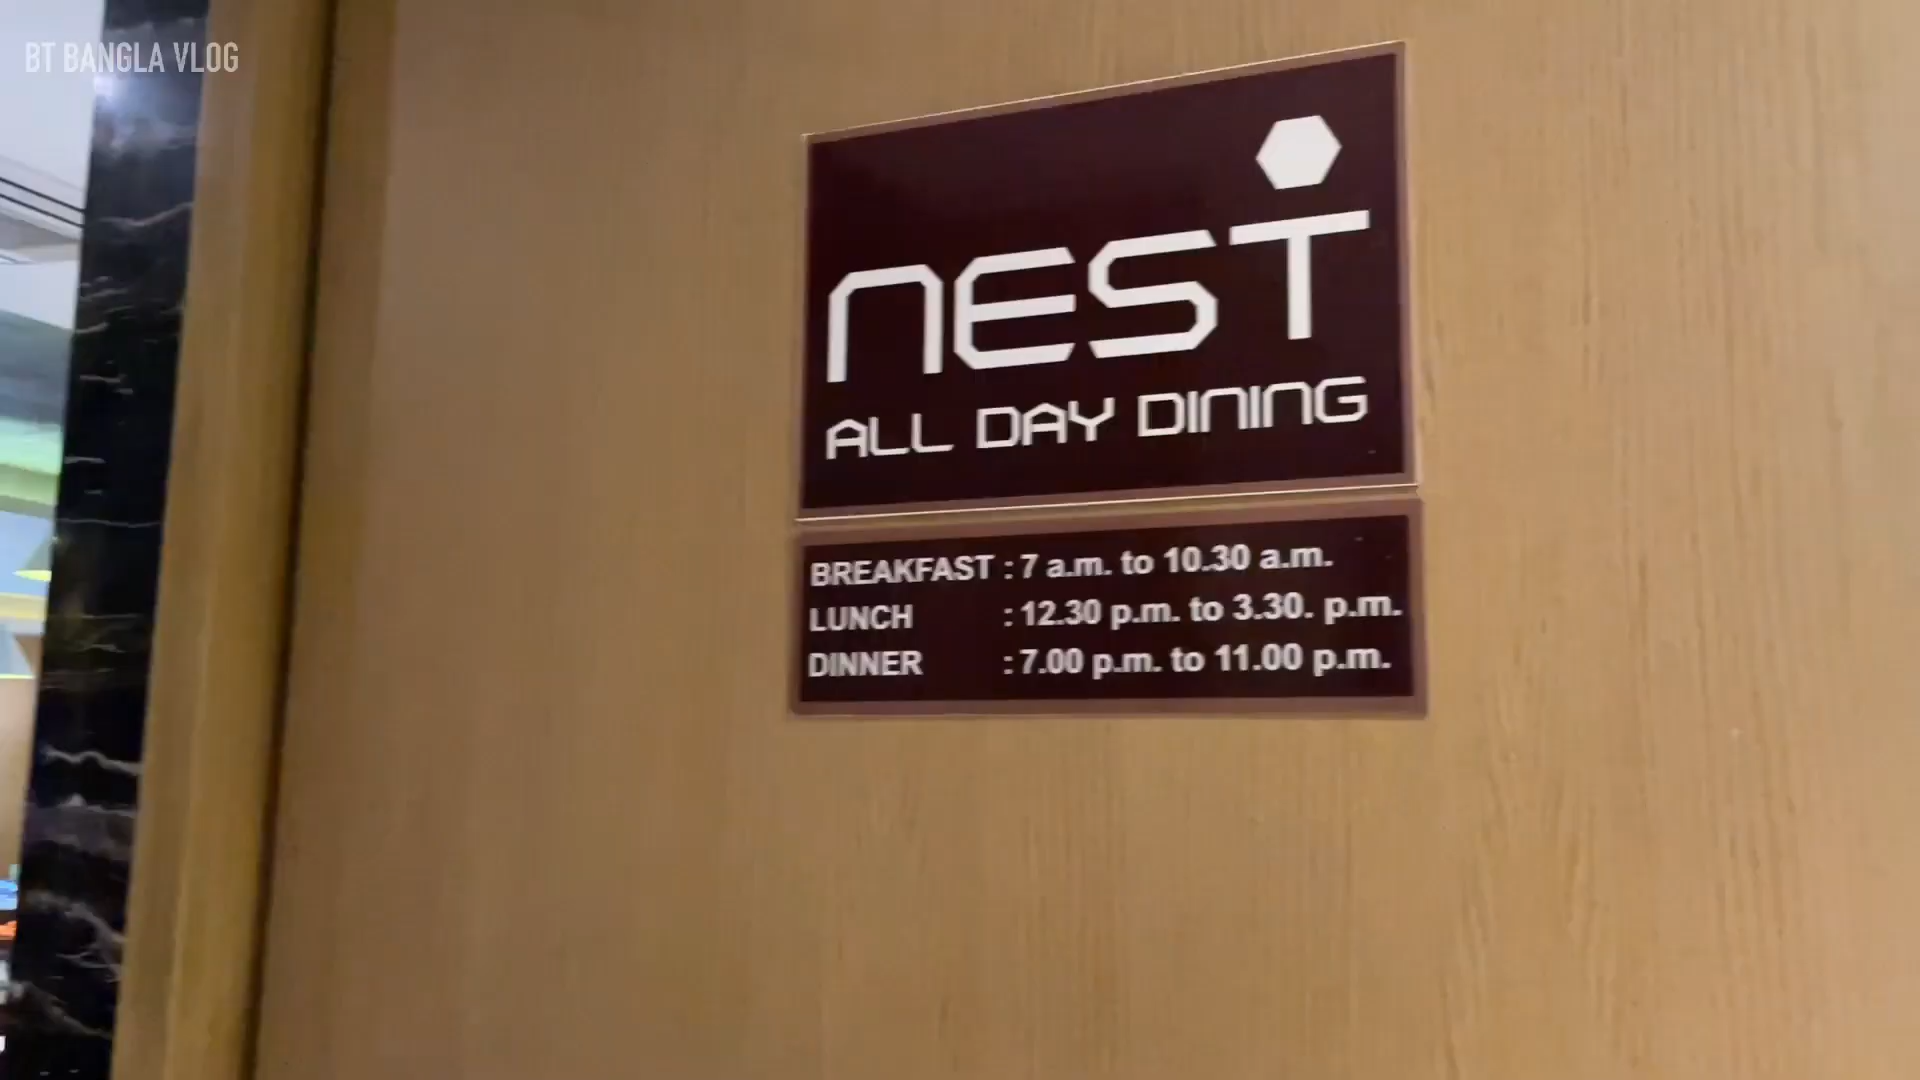 BT BANGLA VLOG
nEST
ALL DAY DINING
BREAKFAST : 7 a.m. to 10.30 a.m.
LUNCH : 12.30 p.m. to 3.30. p.m.
DINNER : 7.00 p.m. to 11.00 p.m.